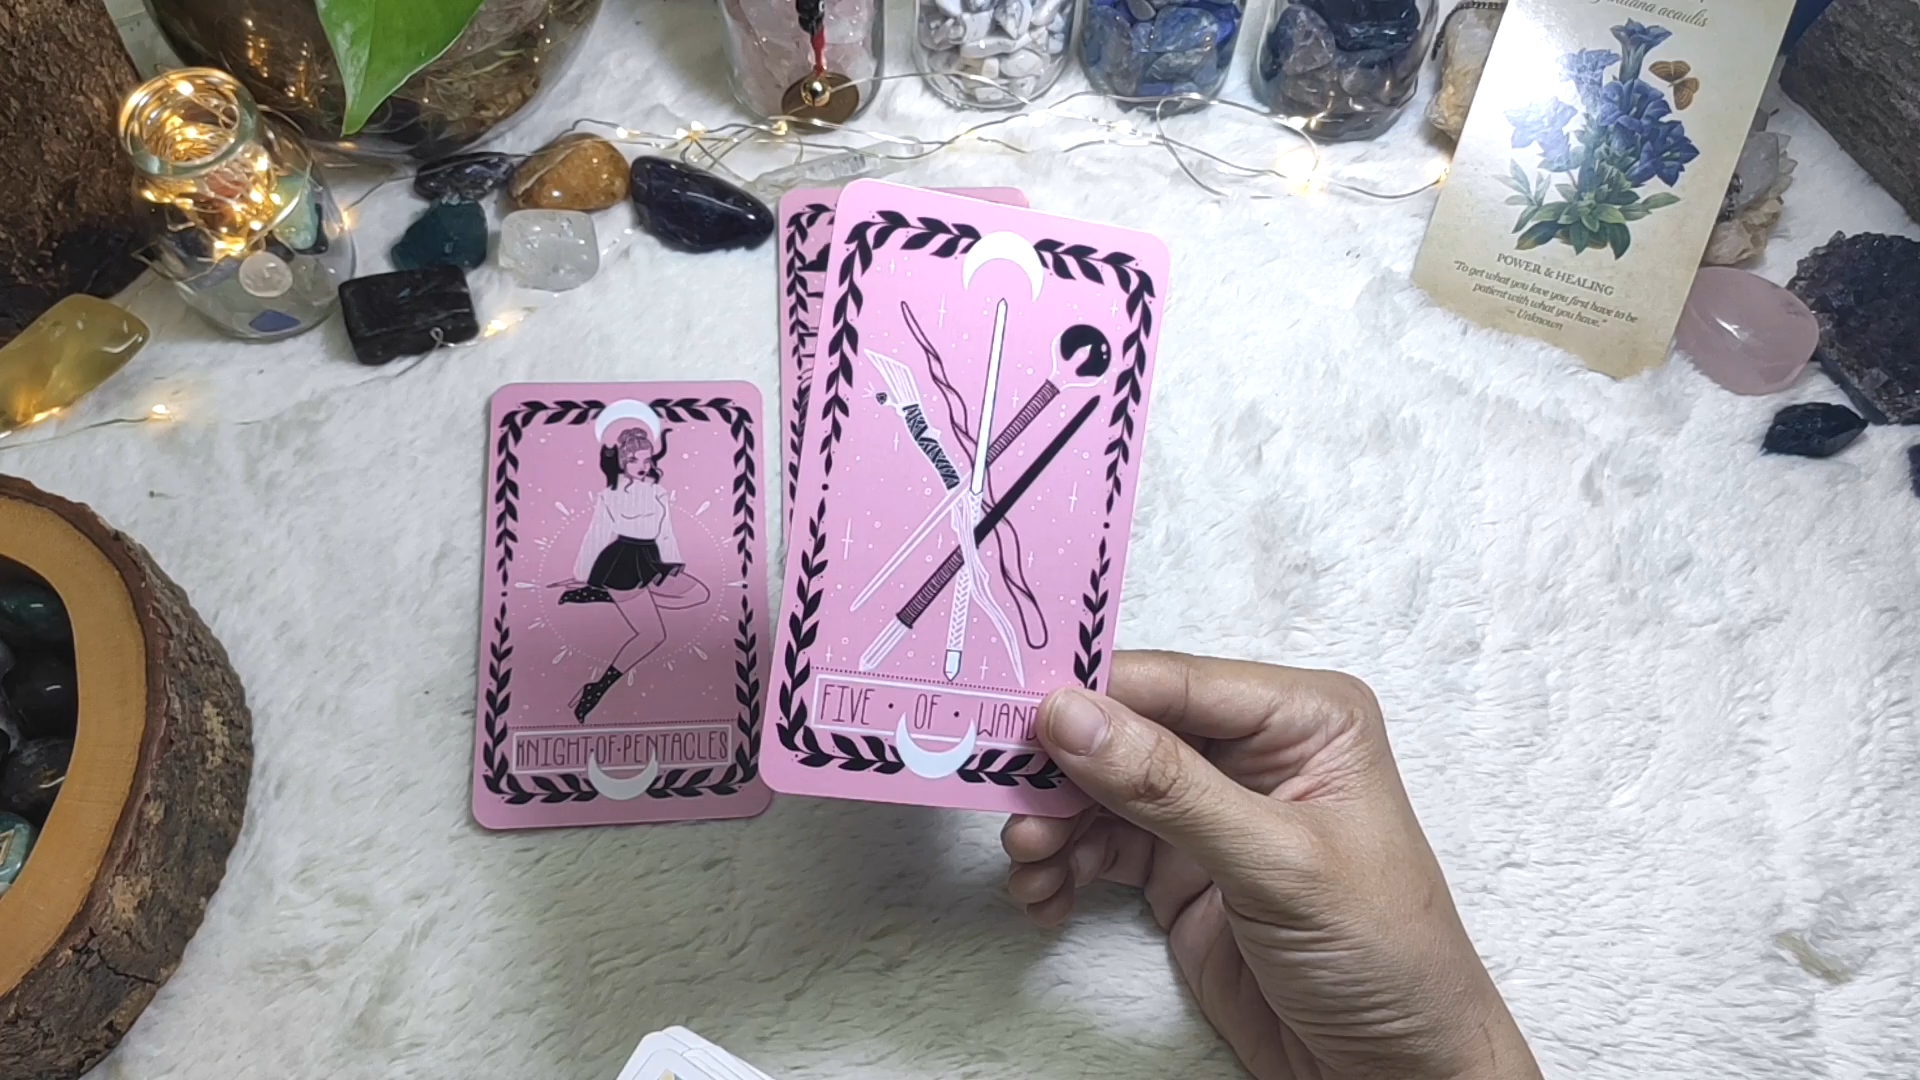 acaulis
POWER & HEALING
"To get what you love you first have to be
patient with what you have."
— Unknown
FIVE • OF • WAND
KNIGHT•OF•PENTACLES